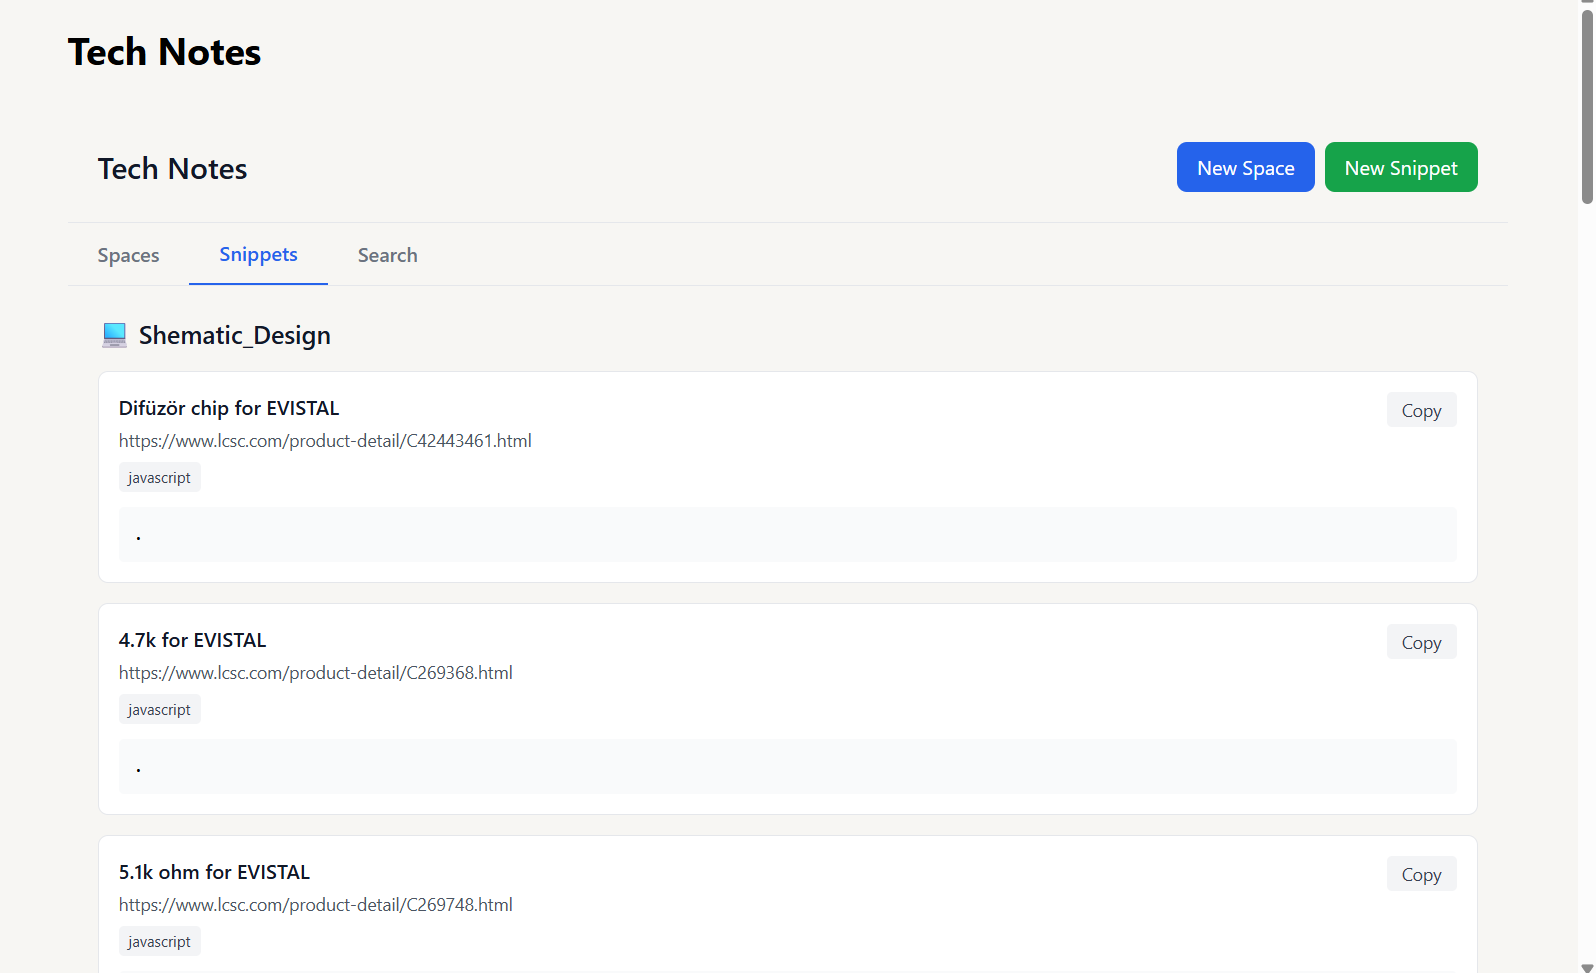 Tech Notes
Tech Notes
New Space
New Snippet
Spaces
Snippets
Search
Shematic_Design
Difüzör chip for EVISTAL
Copy
https://www.lcsc.com/product-detail/C42443461.html
javascript
.
4.7k for EVISTAL
Copy
https://www.lcsc.com/product-detail/C269368.html
javascript
.
5.1k ohm for EVISTAL
Copy
https://www.lcsc.com/product-detail/C269748.html
javascript